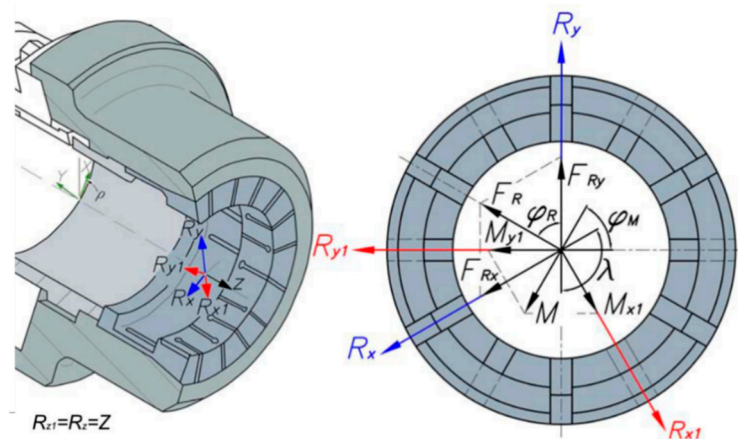 Y
X
ρ
Ry
Ry1
Rx
Rx1
Z
Rz1=Rz=Z
Ry
FR
φR
FRy
φM
Ry1
My1
FRx
λ
M
Mx1
Rx
Rx1